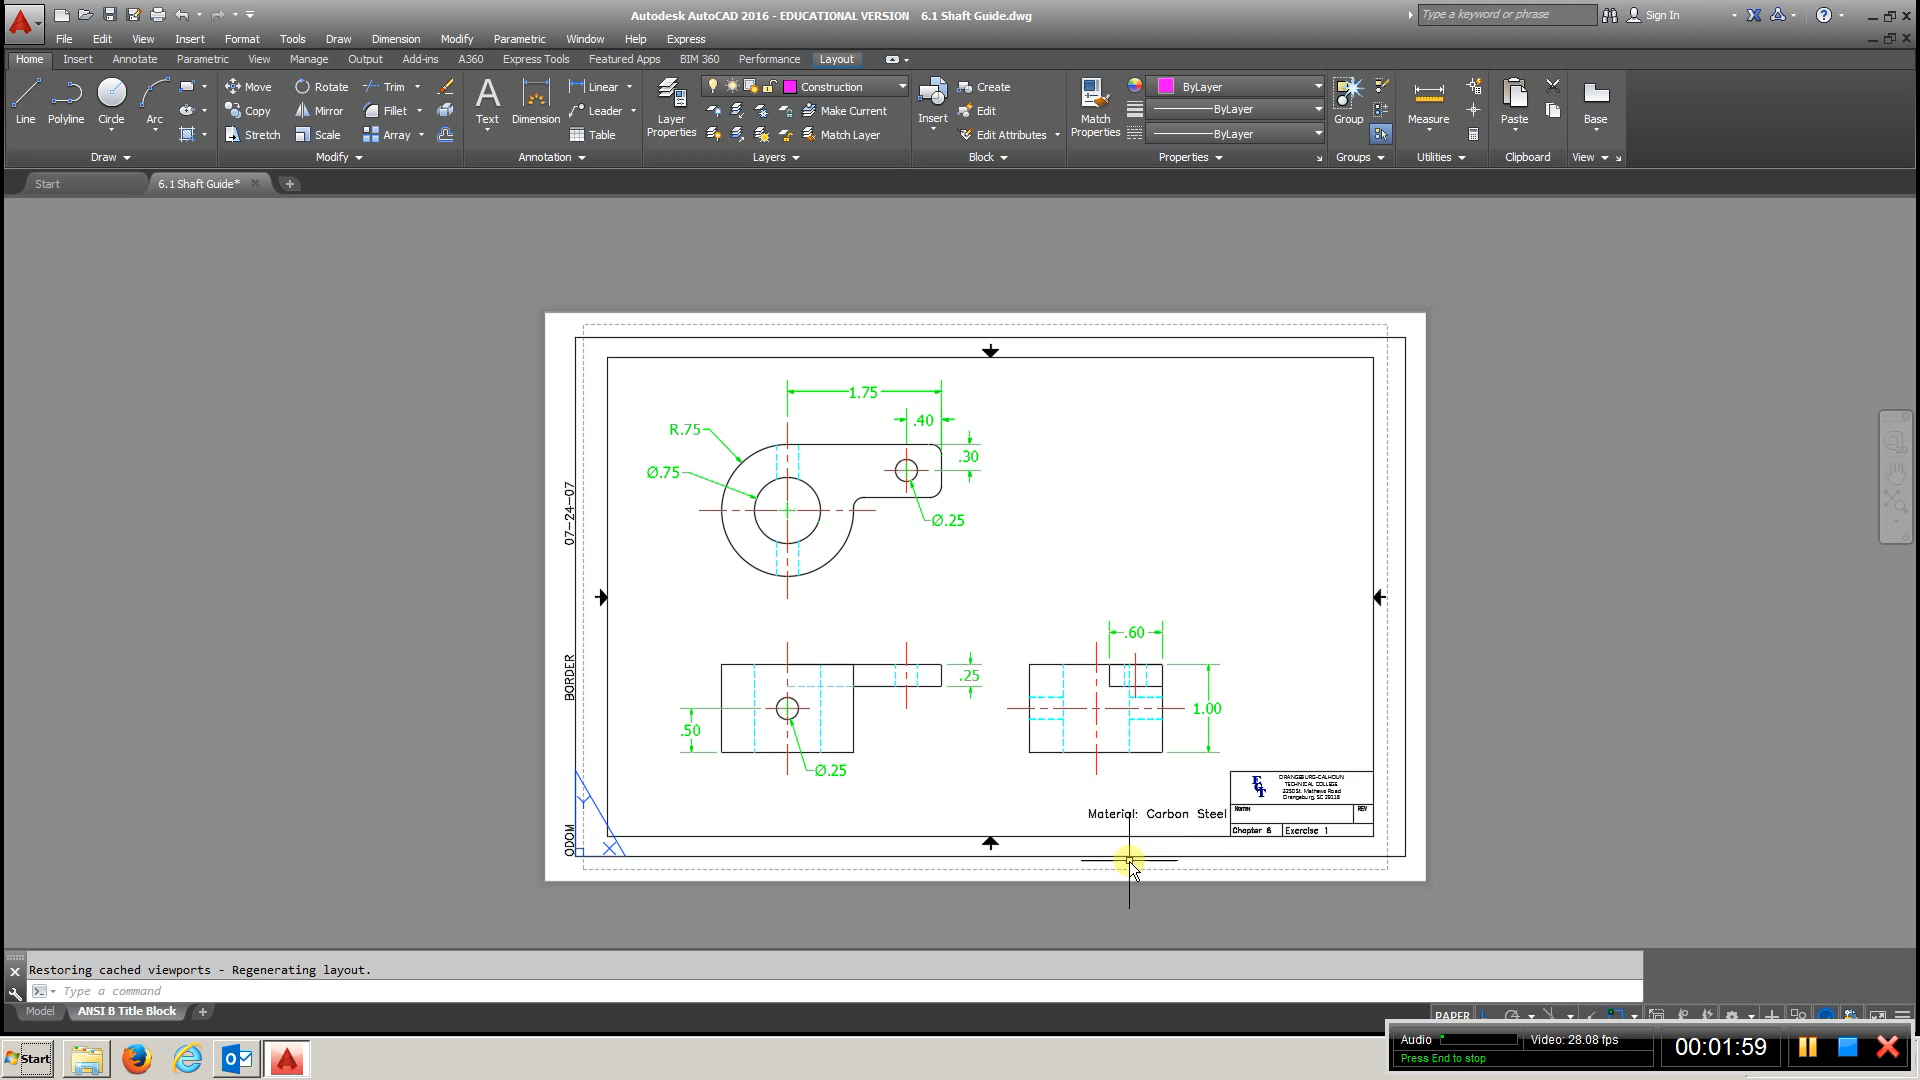 Autodesk AutoCAD 2016 - EDUCATIONAL VERSION 6.1 Shaft Guide.dwg
Type a keyword or phrase
Sign In
File Edit View Insert Format Tools Draw Dimension Modify Parametric Window Help Express
Home Insert Annotate Parametric View Manage Output Add-ins A360 Express Tools Featured Apps BIM 360 Performance Layout
Line Polyline Circle Arc
Move Rotate Trim
Copy Mirror Fillet
Stretch Scale Array
Text Dimension
Linear
Leader
Table
Layer Properties
Construction
Make Current
Match Layer
Insert
Create
Edit
Edit Attributes
Match Properties
ByLayer
ByLayer
ByLayer
Group
Measure
Paste
Base
Draw Modify Annotation Layers Block Properties Groups Utilities Clipboard View
Start 6.1 Shaft Guide*
1.75
.40
R.75
.30
Ø.75
Ø.25
07-24-07
.60
.25
BORDER
1.00
.50
Ø.25
ORANGEBURG-CALHOUN
TECHNICAL COLLEGE
3250 St. Mathews Road
Orangeburg, SC 29118
EGT
Material: Carbon Steel
REV
Chapter 6 Exercise 1
ODOM
Y
X
Restoring cached viewports - Regenerating layout.
Type a command
Model ANSI B Title Block
PAPER
Audio Video: 28.08 fps
Press End to stop
00:01:59
Start